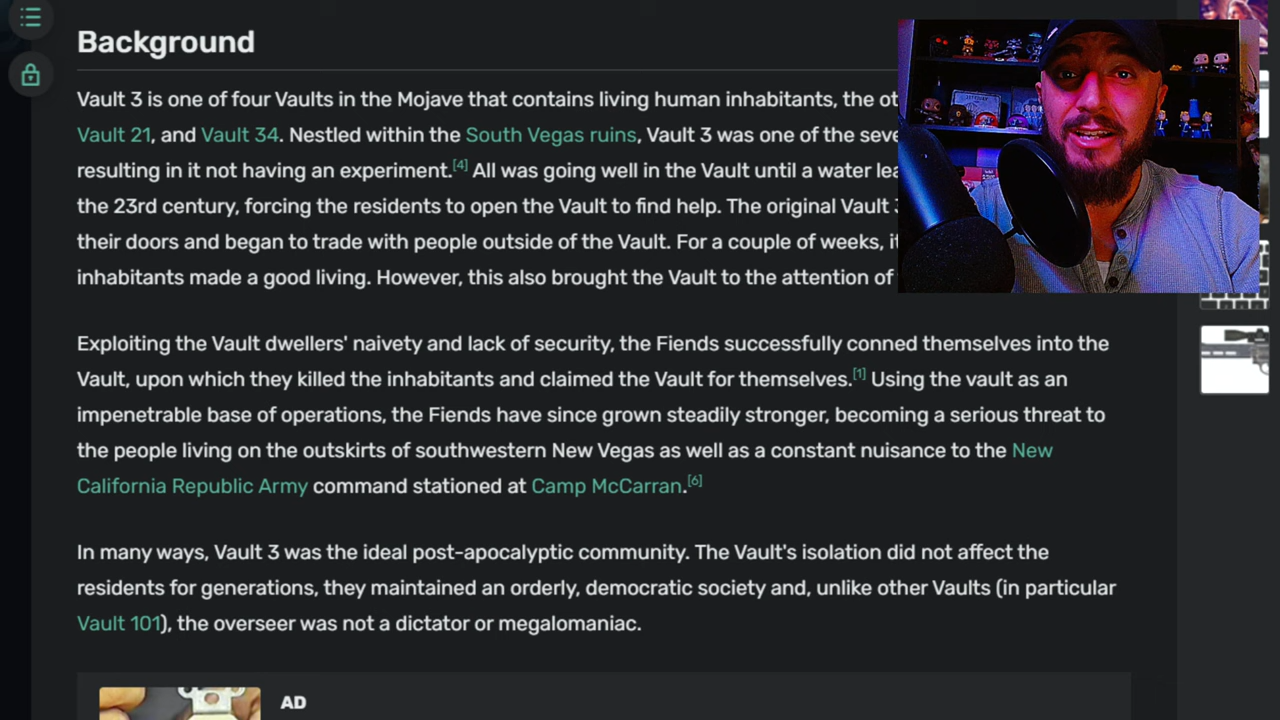 Background
Vault 3 is one of four Vaults in the Mojave that contains living human inhabitants, the
Vault 21, and Vault 34. Nestled within the South Vegas ruins, Vault 3 was one of the
resulting in it not having an experiment.[4] All was going well in the Vault until a water
the 23rd century, forcing the residents to open the Vault to find help. The original Vault
their doors and began to trade with people outside of the Vault. For a couple of weeks,
inhabitants made a good living. However, this also brought the Vault to the attention of
Exploiting the Vault dwellers' naivety and lack of security, the Fiends successfully conned themselves into the
Vault, upon which they killed the inhabitants and claimed the Vault for themselves.[1] Using the vault as an
impenetrable base of operations, the Fiends have since grown steadily stronger, becoming a serious threat to
the people living on the outskirts of southwestern New Vegas as well as a constant nuisance to the New
California Republic Army command stationed at Camp McCarran.[6]
In many ways, Vault 3 was the ideal post-apocalyptic community. The Vault's isolation did not affect the
residents for generations, they maintained an orderly, democratic society and, unlike other Vaults (in particular
Vault 101), the overseer was not a dictator or megalomaniac.
AD